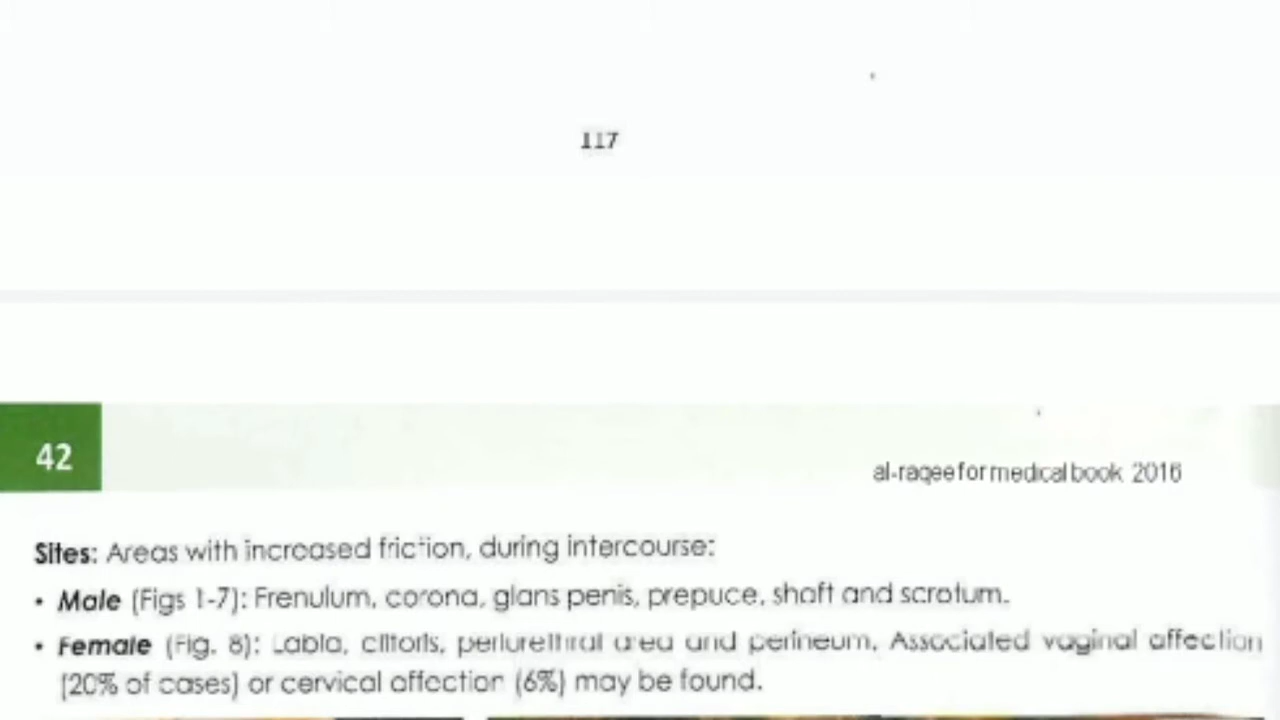 117
42
al-raqee for medical book 2016
Sites: Areas with increased friction, during intercourse:
• Male (Figs 1-7): Frenulum, corona, glans penis, prepuce, shaft and scrotum.
• Female (Fig. 8): Labia, clitoris, periurethral area and perineum. Associated vaginal affection
(20% of cases) or cervical affection (6%) may be found.